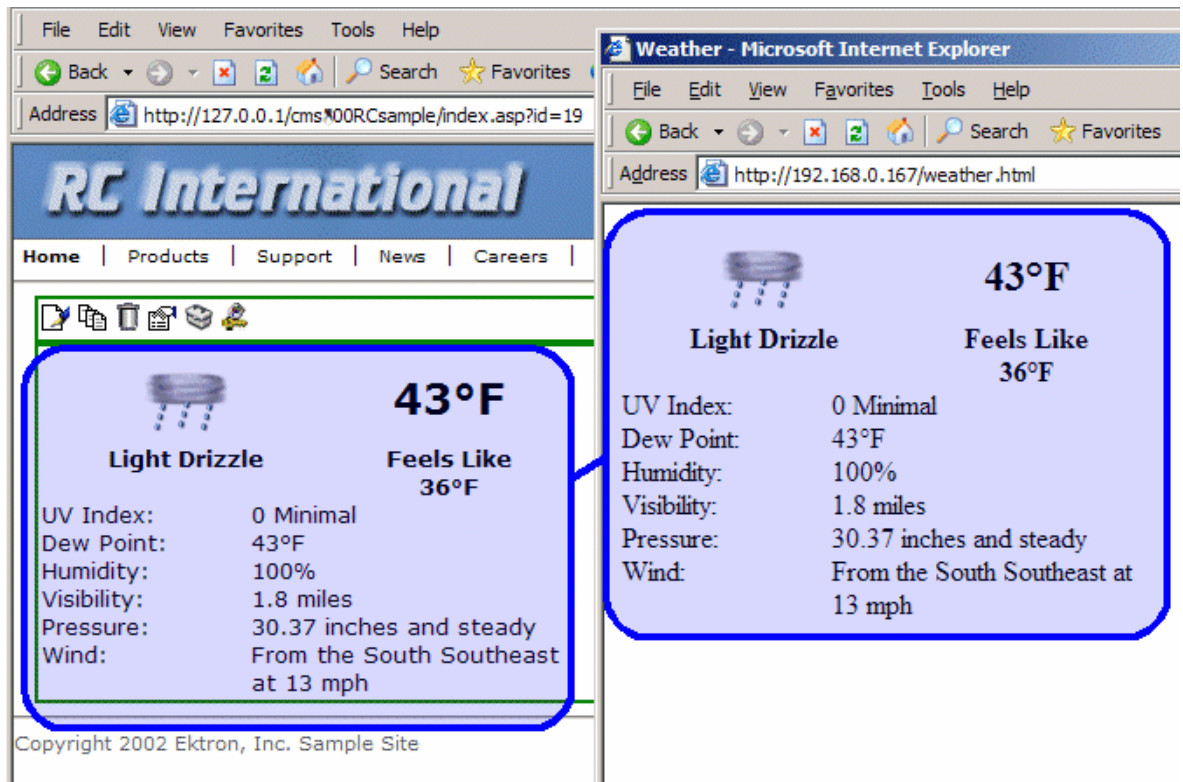 File Edit View Favorites Tools Help
Back Search Favorites
Address http://127.0.0.1/cms300RCsample/index.asp?id=19
RC International
Home | Products | Support | News | Careers |
Light Drizzle
43°F
Feels Like
36°F
UV Index: 0 Minimal
Dew Point: 43°F
Humidity: 100%
Visibility: 1.8 miles
Pressure: 30.37 inches and steady
Wind: From the South Southeast
at 13 mph
Copyright 2002 Ektron, Inc. Sample Site
Weather - Microsoft Internet Explorer
File Edit View Favorites Tools Help
Back Search Favorites
Address http://192.168.0.167/weather.html
43°F
Light Drizzle Feels Like
36°F
UV Index: 0 Minimal
Dew Point: 43°F
Humidity: 100%
Visibility: 1.8 miles
Pressure: 30.37 inches and steady
Wind: From the South Southeast at
13 mph